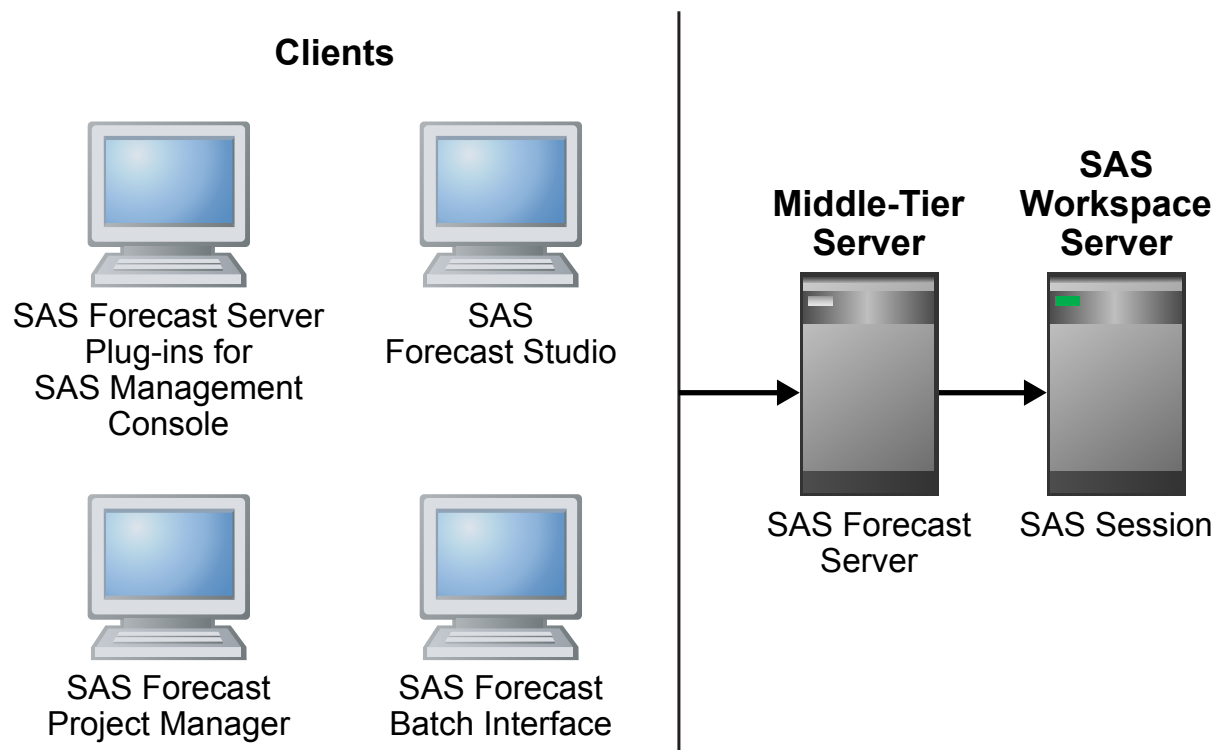 Clients
SAS Forecast Server
Plug-ins for
SAS Management
Console
SAS
Forecast Studio
SAS Forecast
Project Manager
SAS Forecast
Batch Interface
Middle-Tier
Server
SAS Forecast
Server
SAS
Workspace
Server
SAS Session